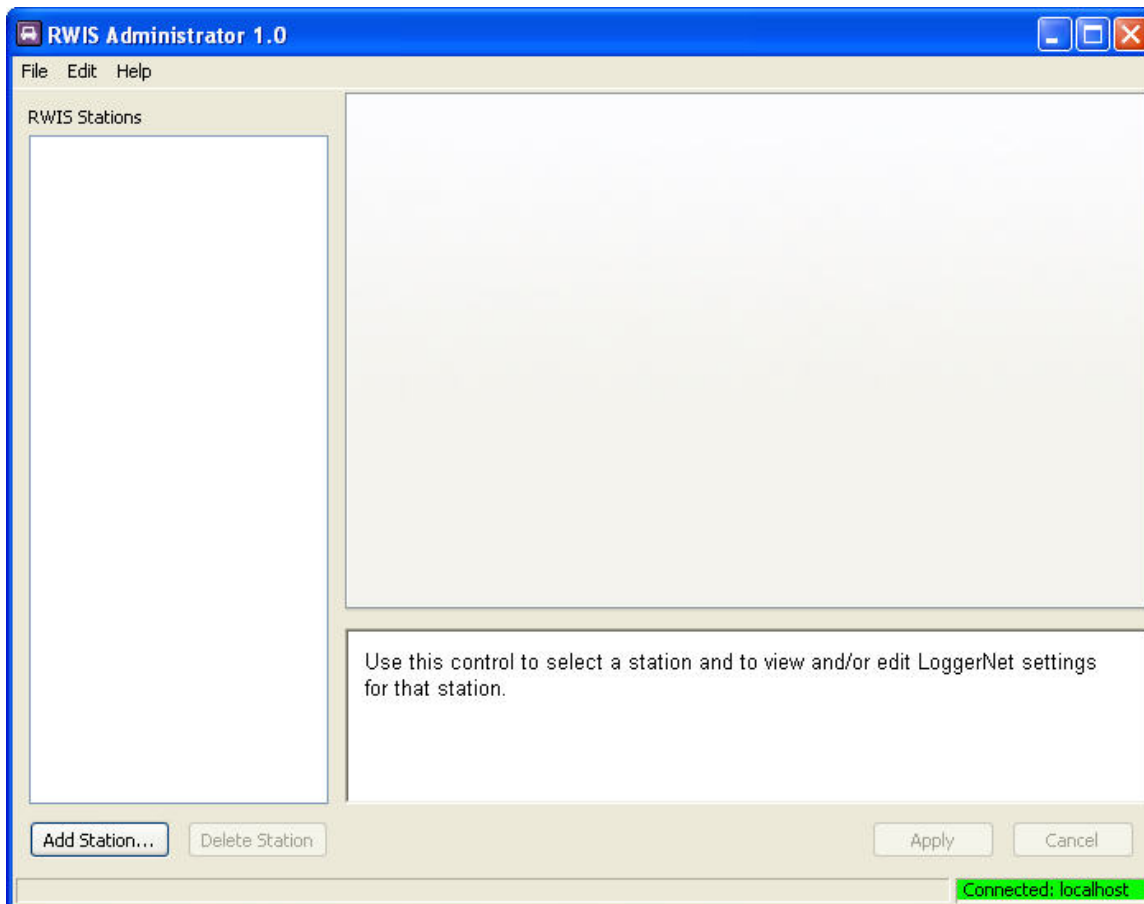 RWIS Administrator 1.0
File Edit Help
RWIS Stations
Use this control to select a station and to view and/or edit LoggerNet settings
for that station.
Add Station... Delete Station Apply Cancel
Connected: localhost